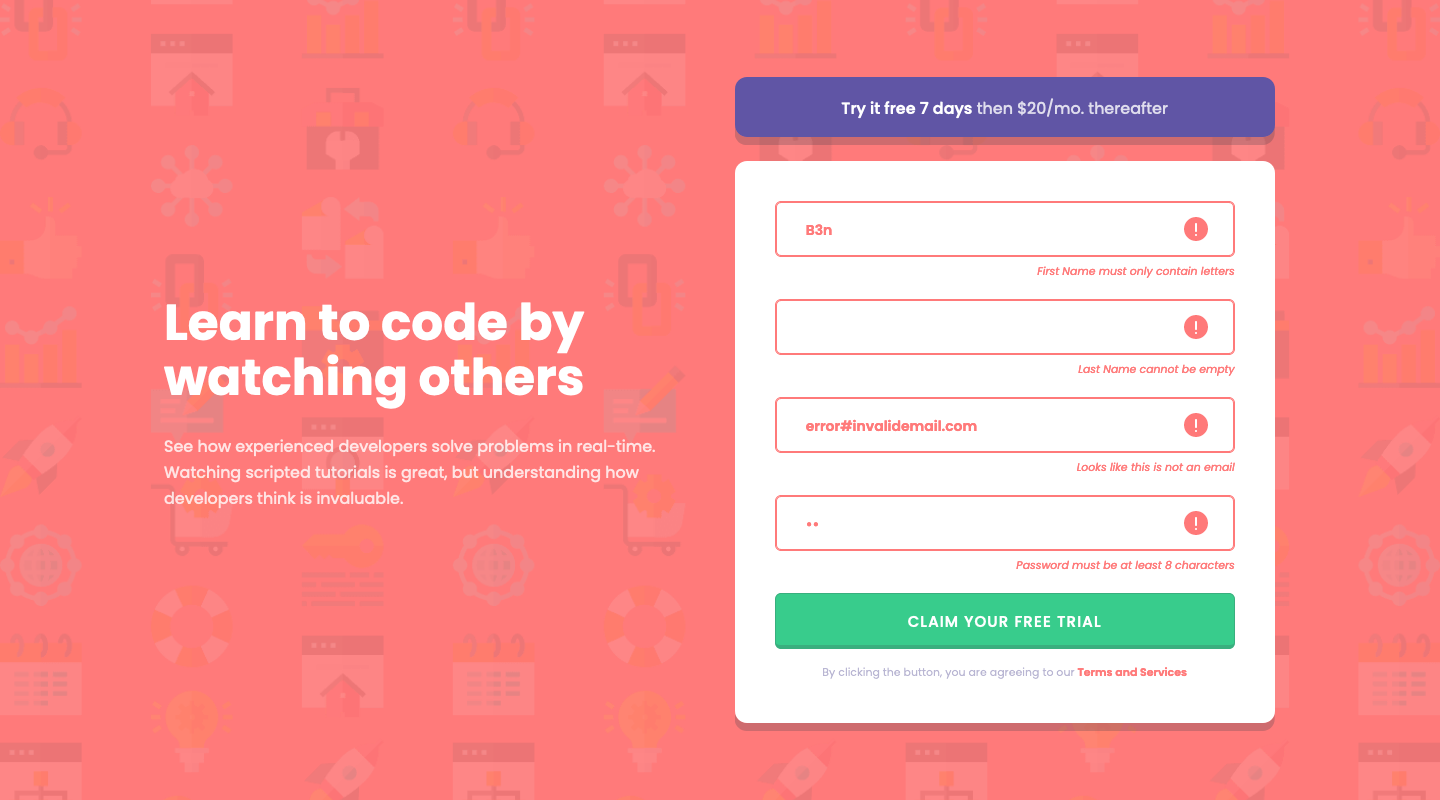 Learn to code by
watching others
See how experienced developers solve problems in real-time.
Watching scripted tutorials is great, but understanding how
developers think is invaluable.
Try it free 7 days then $20/mo. thereafter
B3n
First Name must only contain letters
Last Name cannot be empty
error#invalidemail.com
Looks like this is not an email
••
Password must be at least 8 characters
CLAIM YOUR FREE TRIAL
By clicking the button, you are agreeing to our Terms and Services